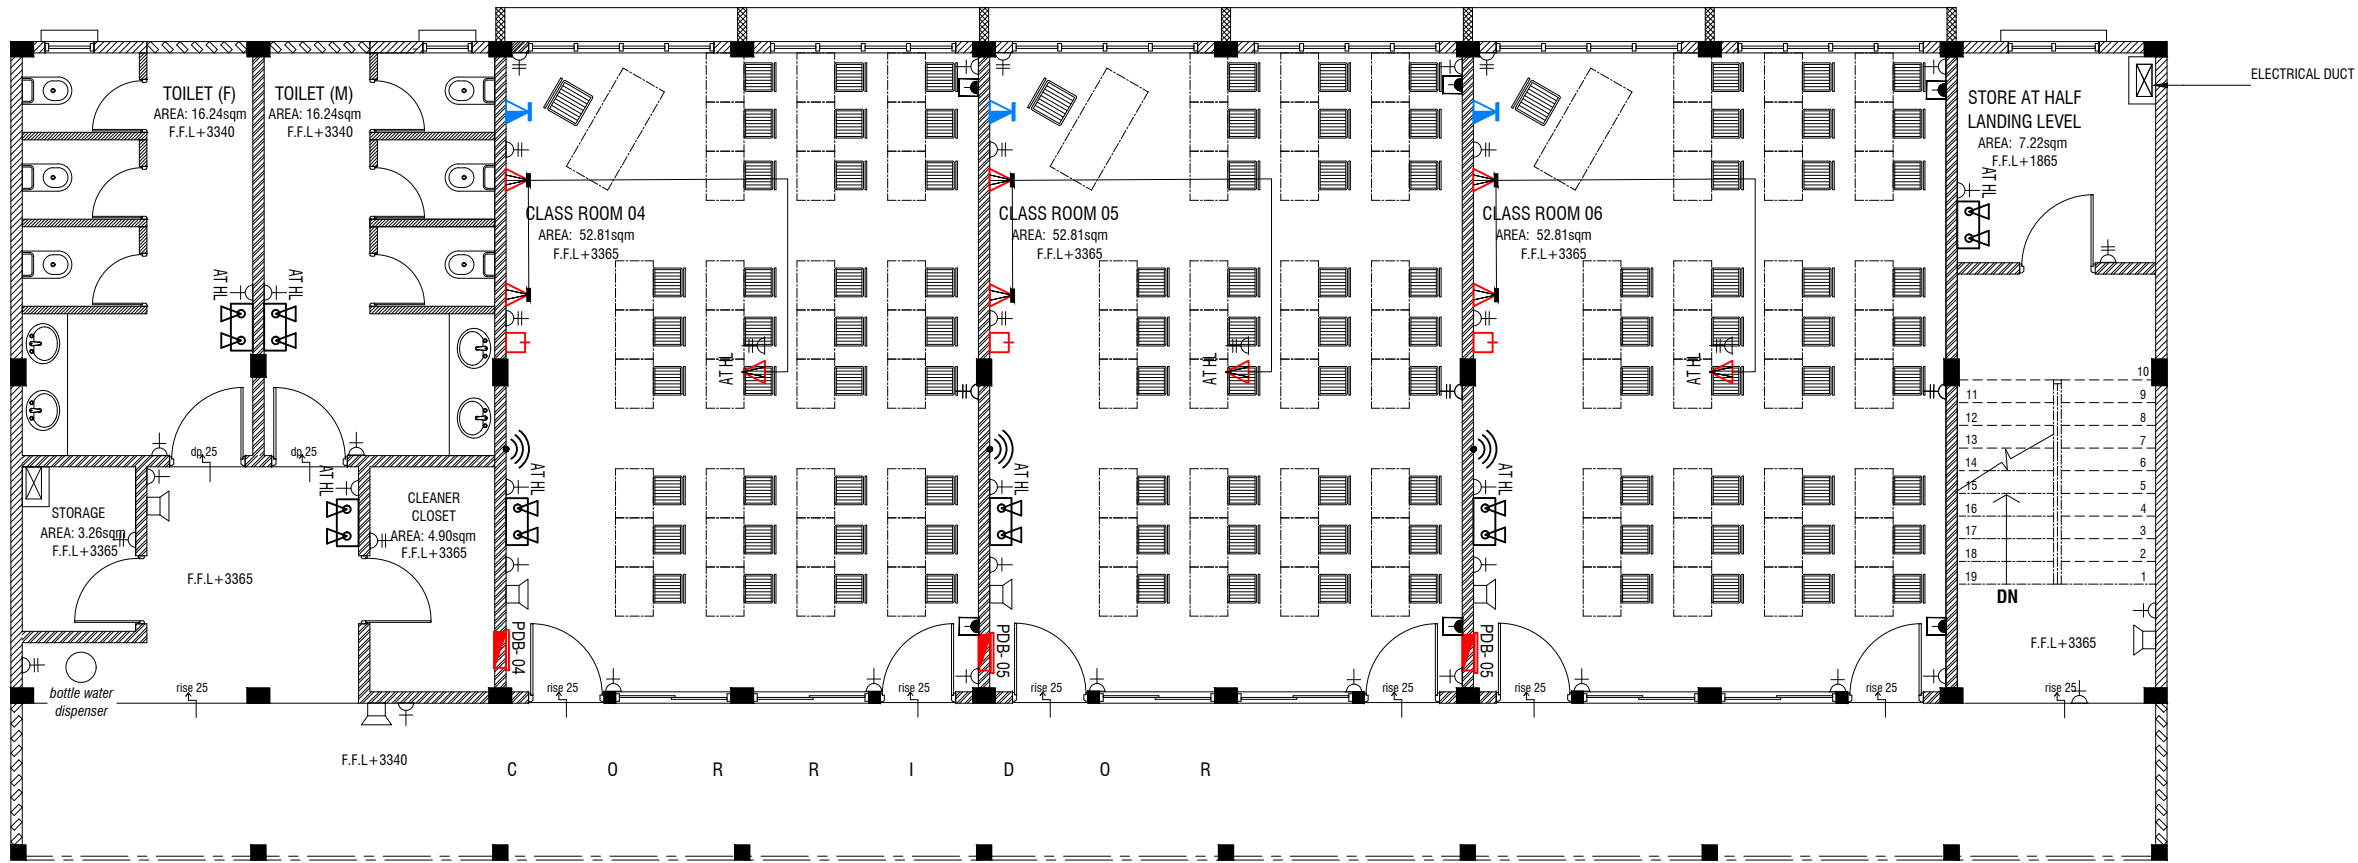 ELECTRICAL DUCT
TOILET (F)
AREA: 16.24sqm
F.F.L+3340
TOILET (M)
AREA: 16.24sqm
F.F.L+3340
STORE AT HALF
LANDING LEVEL
AREA: 7.22sqm
F.F.L+1865
AT HL
CLASS ROOM 04
AREA: 52.81sqm
F.F.L+3365
CLASS ROOM 05
AREA: 52.81sqm
F.F.L+3365
CLASS ROOM 06
AREA: 52.81sqm
F.F.L+3365
AT HL
AT HL
AT HL
AT HL
AT HL
10
11
9
12
8
13
7
14
6
15
5
16
4
17
3
18
2
19
1
DN
dp 25
dp 25
AT HL
AT HL
AT HL
AT HL
STORAGE
AREA: 3.26sqm
F.F.L+3365
CLEANER
CLOSET
AREA: 4.90sqm
F.F.L+3365
F.F.L+3365
PDB- 04
PDB- 05
PDB- 05
F.F.L+3365
bottle water
dispenser
rise 25
rise 25
rise 25
rise 25
rise 25
rise 25
rise 25
rise 25
F.F.L+3340
C O R R I D O R